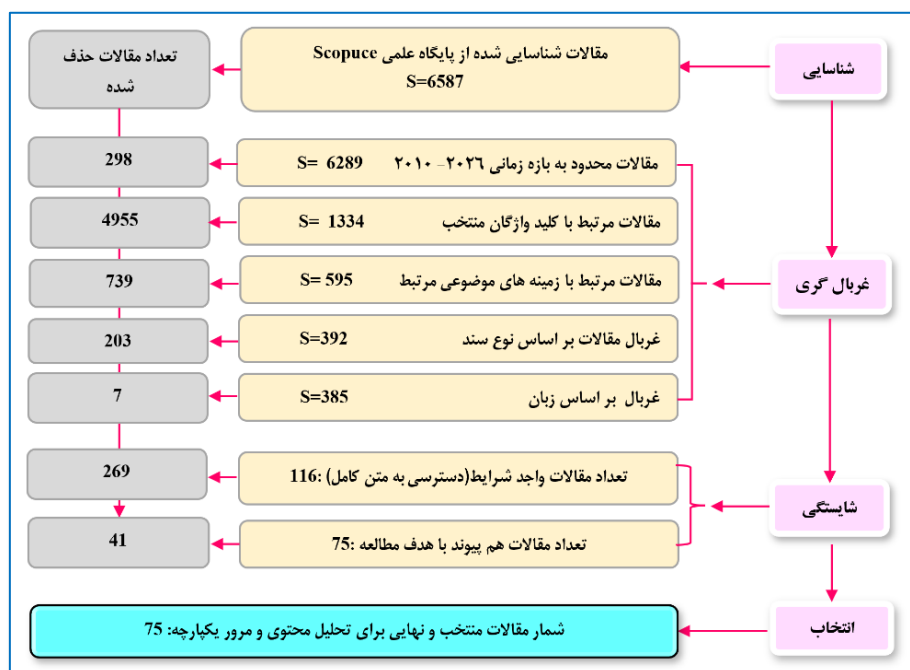 شناسایی
مقالات شناسایی شده از پایگاه علمی Scopuce
S=6587
تعداد مقالات حذف
شده
غربال گری
مقالات محدود به بازه زمانی ۲۰۲۶– ۲۰۱۰ S= 6289
298
مقالات مرتبط با کلید واژگان منتخب S= 1334
4955
مقالات مرتبط با زمینه های موضوعی مرتبط S= 595
739
غربال مقالات بر اساس نوع سند S=392
203
غربال بر اساس زبان S=385
7
شایستگی
تعداد مقالات واجد شرایط(دسترسی به متن کامل) :116
269
تعداد مقالات هم پیوند با هدف مطالعه :75
41
انتخاب
شمار مقالات منتخب و نهایی برای تحلیل محتوی و مرور یکپارچه: 75